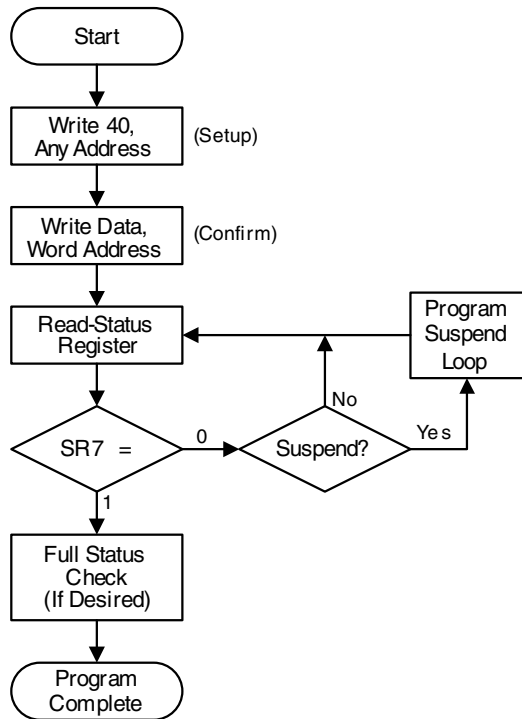 Start
Write 40,
Any Address
(Setup)
Write Data,
Word Address
(Confirm)
Read-Status
Register
Program
Suspend
Loop
No
SR7 =
0
Suspend?
Yes
1
Full Status
Check
(If Desired)
Program
Complete